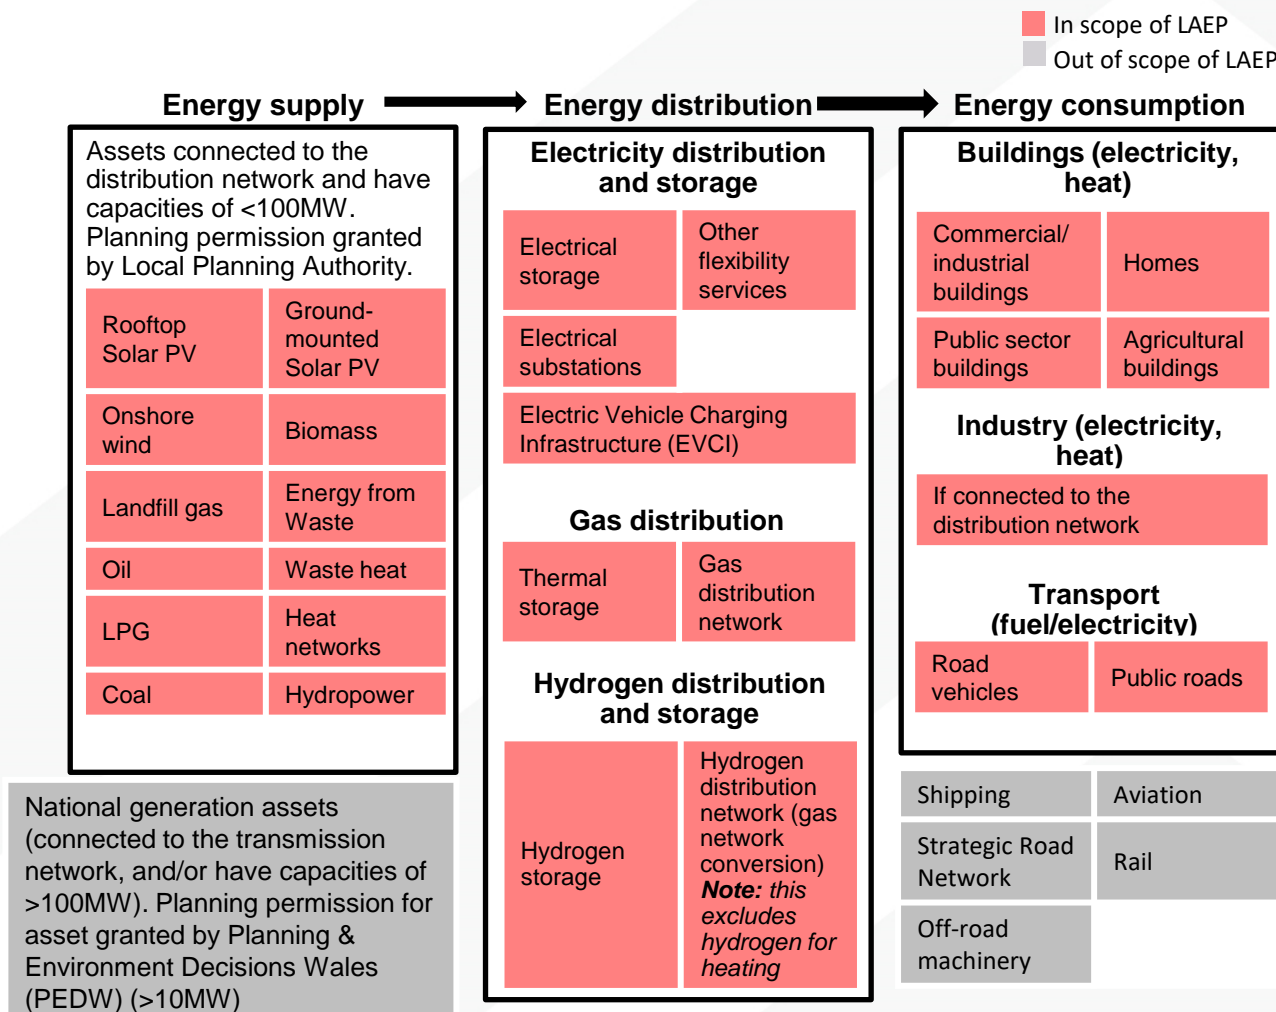 In scope of LAEP
Out of scope of LAEP
Energy supply
Energy distribution
Energy consumption
Assets connected to the
distribution network and have
capacities of <100MW.
Planning permission granted
by Local Planning Authority.
Rooftop
Solar PV
Ground-
mounted
Solar PV
Onshore
wind
Biomass
Landfill gas
Energy from
Waste
Oil
Waste heat
LPG
Heat
networks
Coal
Hydropower
National generation assets
(connected to the transmission
network, and/or have capacities of
>100MW). Planning permission for
asset granted by Planning &
Environment Decisions Wales
(PEDW) (>10MW)
Electricity distribution
and storage
Electrical
storage
Other
flexibility
services
Electrical
substations
Electric Vehicle Charging
Infrastructure (EVCI)
Gas distribution
Thermal
storage
Gas
distribution
network
Hydrogen distribution
and storage
Hydrogen
storage
Hydrogen
distribution
network (gas
network
conversion)
Note: this
excludes
hydrogen for
heating
Buildings (electricity,
heat)
Commercial/
industrial
buildings
Homes
Public sector
buildings
Agricultural
buildings
Industry (electricity,
heat)
If connected to the
distribution network
Transport
(fuel/electricity)
Road
vehicles
Public roads
Shipping
Aviation
Strategic Road
Network
Rail
Off-road
machinery